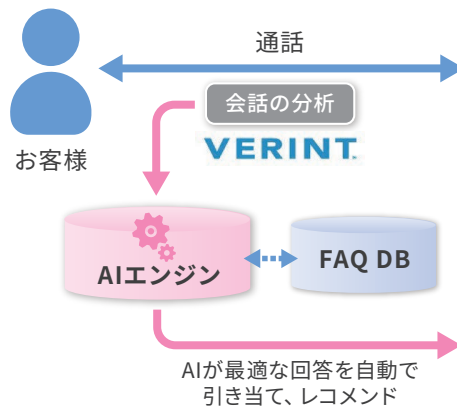 通話
会話の分析
VERINT.
お客様
AIエンジン
FAQ DB
AIが最適な回答を自動で
引き当て、レコメンド